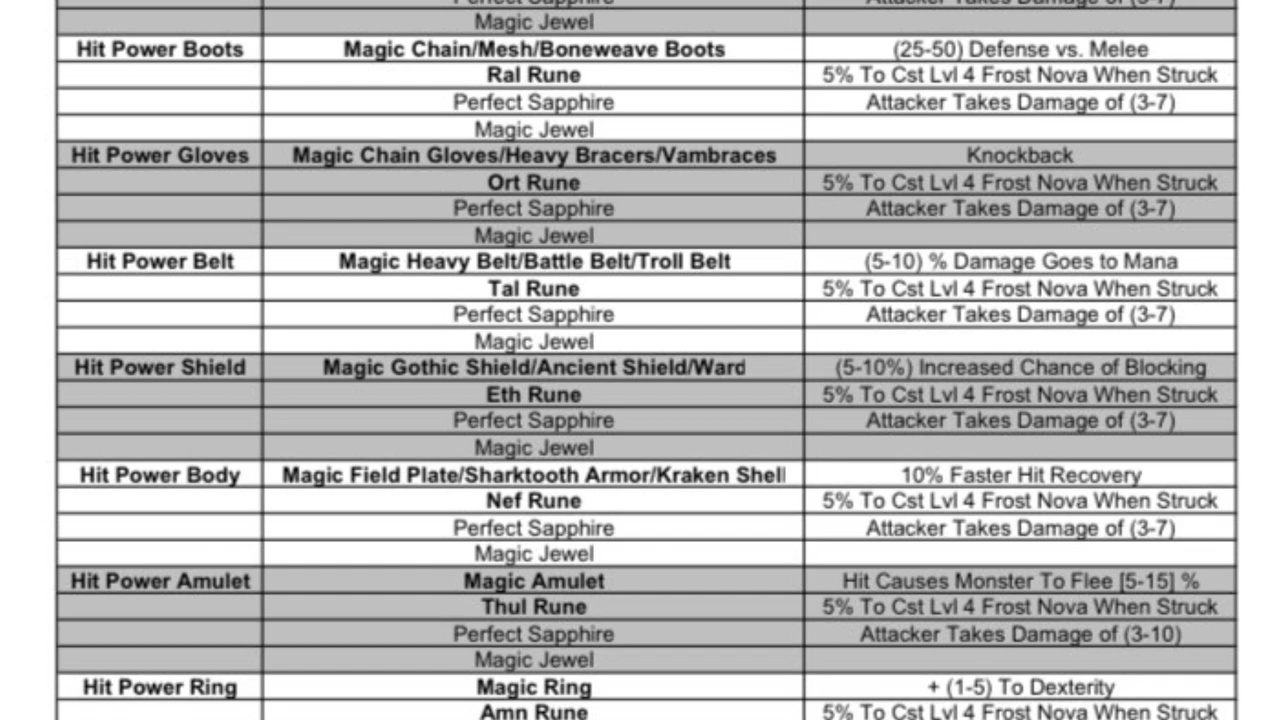 Perfect Sapphire Attacker Takes Damage of (3-7)
Magic Jewel
Hit Power Boots Magic Chain/Mesh/Boneweave Boots (25-50) Defense vs. Melee
Ral Rune 5% To Cst Lvl 4 Frost Nova When Struck
Perfect Sapphire Attacker Takes Damage of (3-7)
Magic Jewel
Hit Power Gloves Magic Chain Gloves/Heavy Bracers/Vambraces Knockback
Ort Rune 5% To Cst Lvl 4 Frost Nova When Struck
Perfect Sapphire Attacker Takes Damage of (3-7)
Magic Jewel
Hit Power Belt Magic Heavy Belt/Battle Belt/Troll Belt (5-10) % Damage Goes to Mana
Tal Rune 5% To Cst Lvl 4 Frost Nova When Struck
Perfect Sapphire Attacker Takes Damage of (3-7)
Magic Jewel
Hit Power Shield Magic Gothic Shield/Ancient Shield/Ward (5-10%) Increased Chance of Blocking
Eth Rune 5% To Cst Lvl 4 Frost Nova When Struck
Perfect Sapphire Attacker Takes Damage of (3-7)
Magic Jewel
Hit Power Body Magic Field Plate/Sharktooth Armor/Kraken Shell 10% Faster Hit Recovery
Nef Rune 5% To Cst Lvl 4 Frost Nova When Struck
Perfect Sapphire Attacker Takes Damage of (3-7)
Magic Jewel
Hit Power Amulet Magic Amulet Hit Causes Monster To Flee [5-15] %
Thul Rune 5% To Cst Lvl 4 Frost Nova When Struck
Perfect Sapphire Attacker Takes Damage of (3-10)
Magic Jewel
Hit Power Ring Magic Ring + (1-5) To Dexterity
Amn Rune 5% To Cst Lvl 4 Frost Nova When Struck